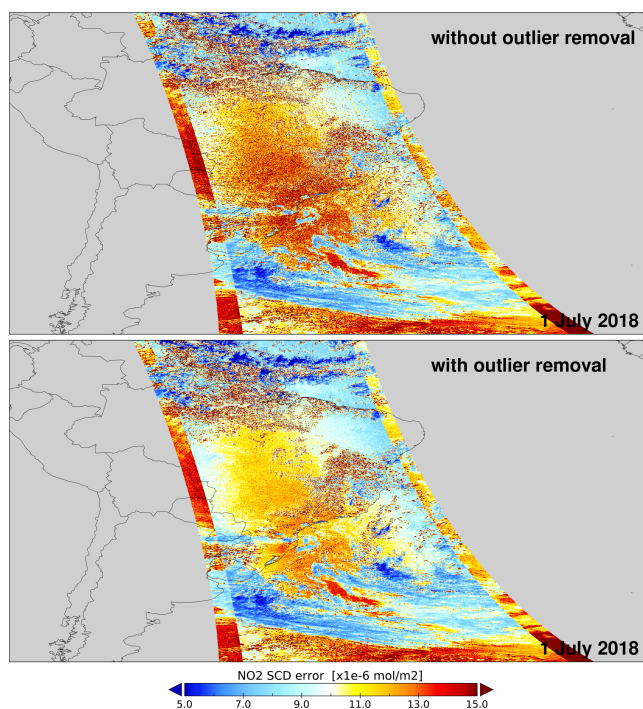 without outlier removal
1 July 2018
with outlier removal
1 July 2018
NO2 SCD error [x1e-6 mol/m2]
5.0 7.0 9.0 11.0 13.0 15.0